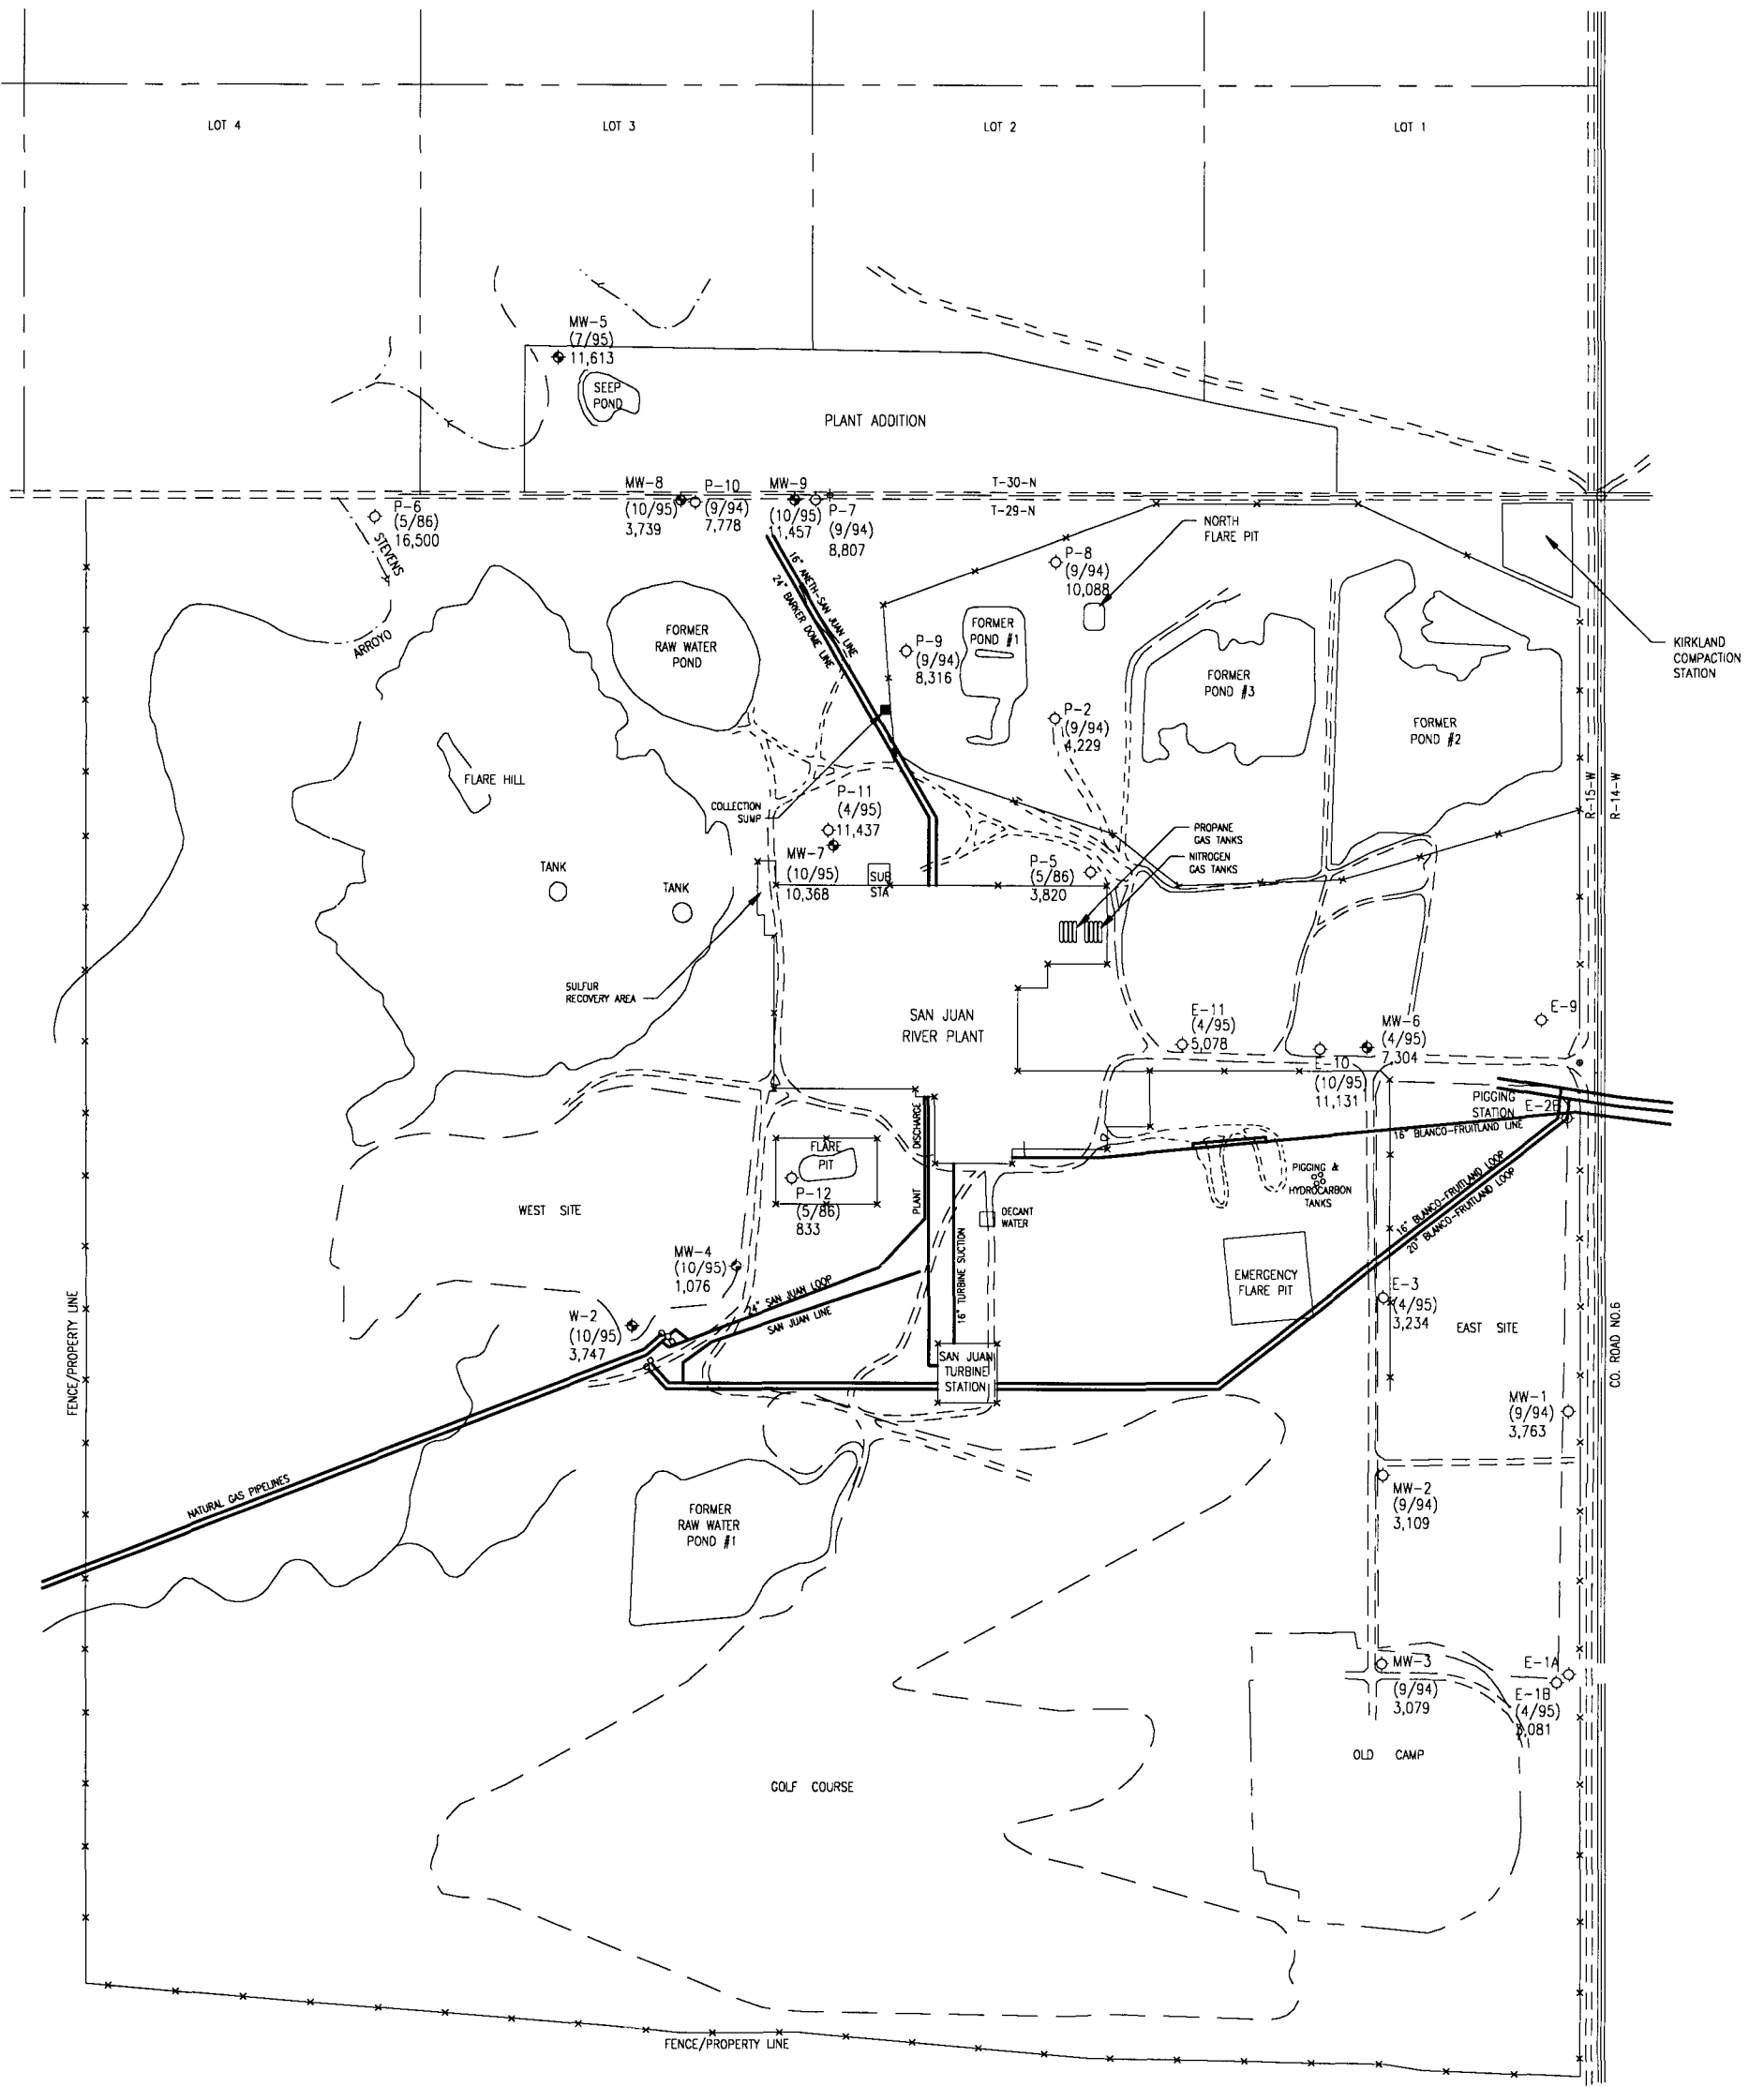 LOT 4
LOT 3
LOT 2
LOT 1
MW-5
(7/95)
11,613
SEEP
POND
PLANT ADDITION
T-30-N
T-29-N
P-6
(5/86)
16,500
STEVENS
ARROYO
MW-8
(10/95)
3,739
P-10
(9/94)
7,778
MW-9
(10/95)
11,457
P-7
(9/94)
8,807
16" ANETH-SAN JUAN LINE
24" BARKER DOME LINE
NORTH
FLARE PIT
P-8
(9/94)
10,088
KIRKLAND
COMPACTION
STATION
FORMER
RAW WATER
POND
P-9
(9/94)
8,316
FORMER
POND #1
FORMER
POND #3
FORMER
POND #2
P-2
(9/94)
4,229
FLARE HILL
COLLECTION
SUMP
P-11
(4/95)
11,437
MW-7
(10/95)
10,368
SUB
STA
P-5
(5/86)
3,820
PROPANE
GAS TANKS
NITROGEN
GAS TANKS
R-15-W
R-14-W
TANK
TANK
SULFUR
RECOVERY AREA
SAN JUAN
RIVER PLANT
E-11
(4/95)
5,078
E-10
(10/95)
11,131
MW-6
(4/95)
7,304
E-9
PIGGING
STATION
E-2B
16" BLANCO-FRUITLAND LINE
16" BLANCO-FRUITLAND LOOP
20" BLANCO-FRUITLAND LOOP
PIGGING &
HYDROCARBON
TANKS
FLARE
PIT
P-12
(5/86)
833
PLANT DISCHARGE
16" TURBINE SUCTION
DECANT
WATER
WEST SITE
MW-4
(10/95)
1,076
W-2
(10/95)
3,747
24" SAN JUAN LOOP
SAN JUAN LINE
SAN JUAN
TURBINE
STATION
EMERGENCY
FLARE PIT
E-3
(4/95)
3,234
EAST SITE
CO. ROAD NO.6
FENCE/PROPERTY LINE
MW-1
(9/94)
3,763
MW-2
(9/94)
3,109
NATURAL GAS PIPELINES
FORMER
RAW WATER
POND #1
MW-3
(9/94)
3,079
E-1A
E-1B
(4/95)
3,081
OLD CAMP
GOLF COURSE
FENCE/PROPERTY LINE